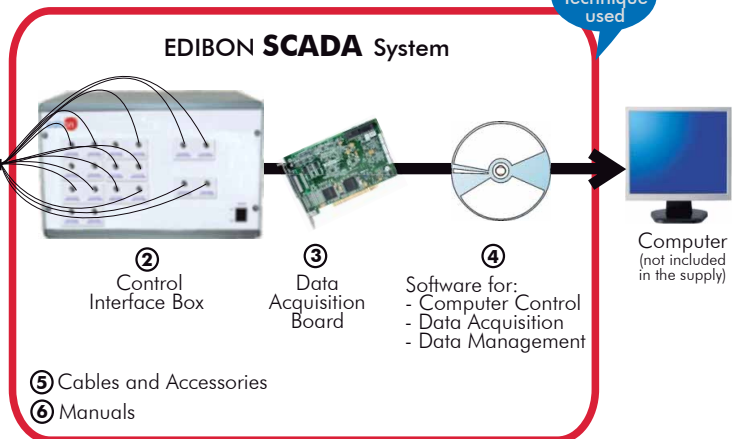 Technique
used
EDIBON SCADA System
②
Control
Interface Box
③
Data
Acquisition
Board
④
Software for:
- Computer Control
- Data Acquisition
- Data Management
Computer
(not included
in the supply)
⑤ Cables and Accessories
⑥ Manuals